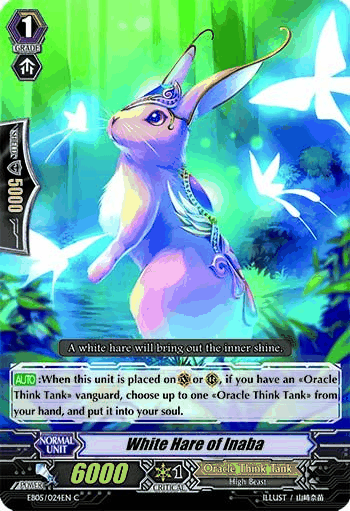 1
GRADE
SHIELD
5000
A white hare will bring out the inner shine.
AUTO:When this unit is placed on or , if you have an «Oracle
Think Tank» vanguard, choose up to one «Oracle Think Tank» from
your hand, and put it into your soul.
NORMAL
UNIT
White Hare of Inaba
POWER
6000
1
CRITICAL
Oracle Think Tank
High Beast
EB05/024EN C
ILLUST / 山崎奈苗